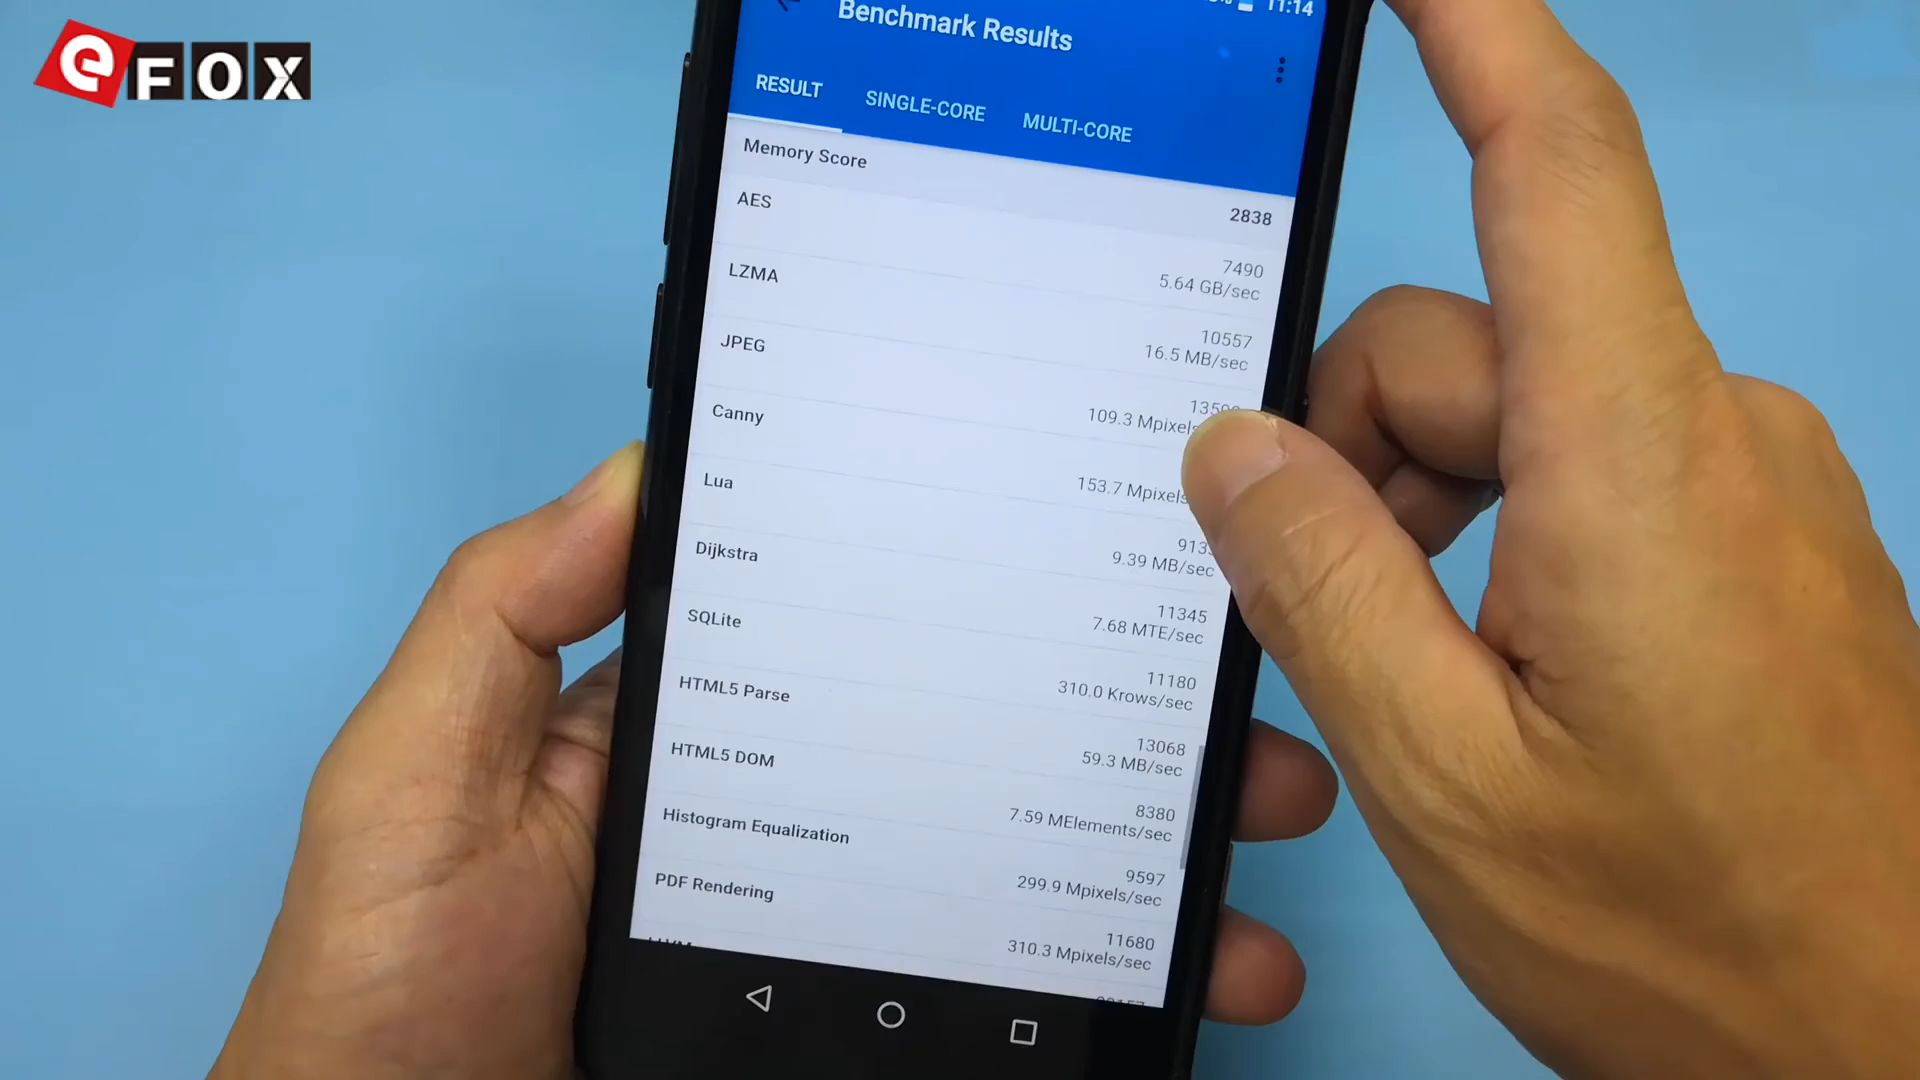 eFOX
11:14
Benchmark Results
RESULT SINGLE-CORE MULTI-CORE
Memory Score 2838
AES 7490
5.64 GB/sec
LZMA 10557
16.5 MB/sec
JPEG
109.3 Mpixels
Canny
153.7 Mpixels
Lua
9.39 MB/sec
Dijkstra 11345
7.68 MTE/sec
SQLite 11180
310.0 Krows/sec
HTML5 Parse 13068
59.3 MB/sec
HTML5 DOM 8380
7.59 MElements/sec
Histogram Equalization 9597
299.9 Mpixels/sec
PDF Rendering 11680
310.3 Mpixels/sec